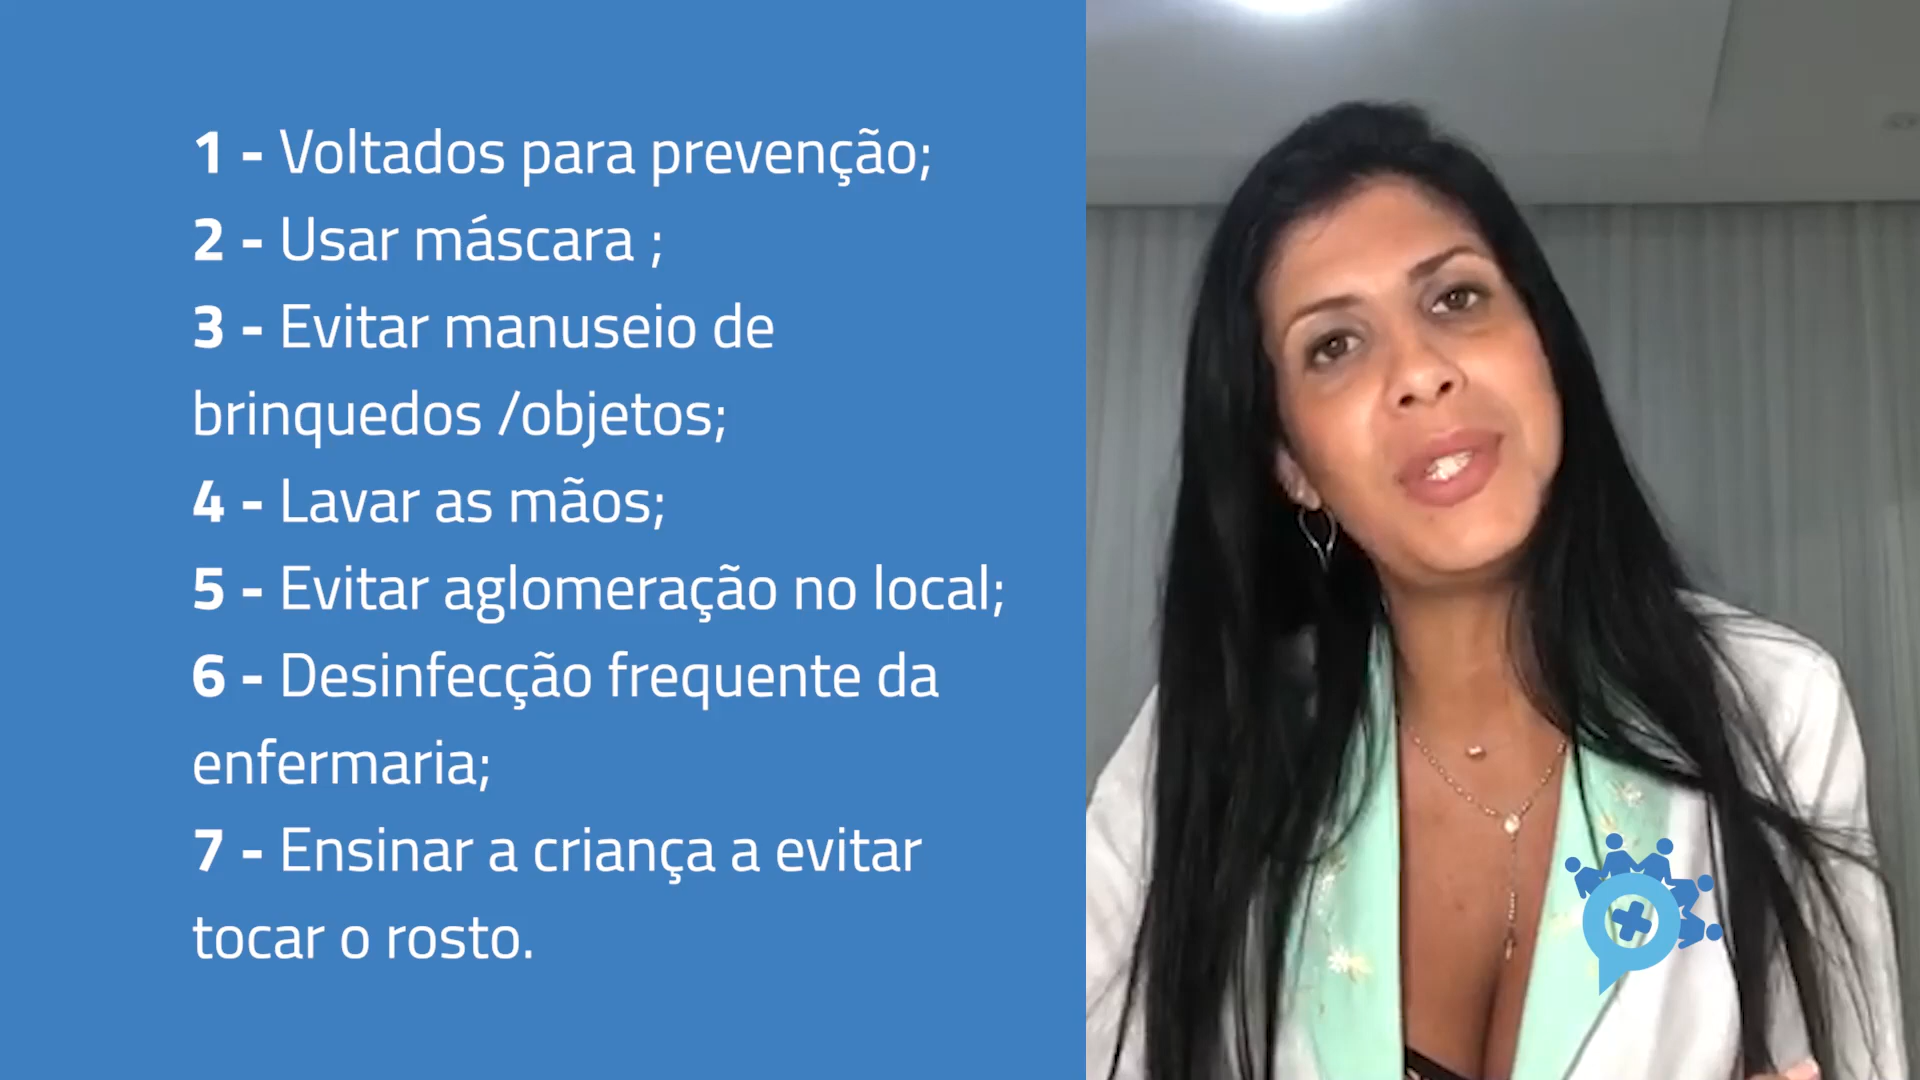 1 - Voltados para prevenção;
2 - Usar máscara ;
3 - Evitar manuseio de
brinquedos /objetos;
4 - Lavar as mãos;
5 - Evitar aglomeração no local;
6 - Desinfecção frequente da
enfermaria;
7 - Ensinar a criança a evitar
tocar o rosto.